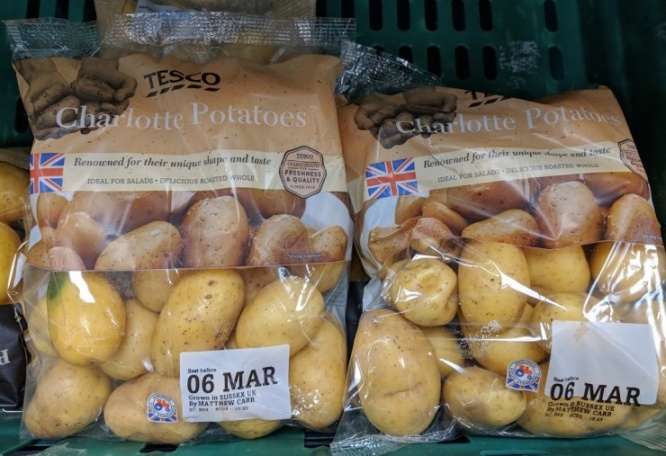 TESCO
Charlotte Potatoes
Renowned for their unique shape and taste
IDEAL FOR SALADS • DELICIOUS ROASTED WHOLE
TESCO
FRESHNESS
& QUALITY
Best before
06 MAR
Grown in SUSSEX UK
By MATTHEW CARR
Charlotte Potatoes
Renowned for their unique shape and taste
IDEAL FOR SALADS • DELICIOUS ROASTED WHOLE
Best before
06 MAR
Grown in SUSSEX UK
By MATTHEW CARR